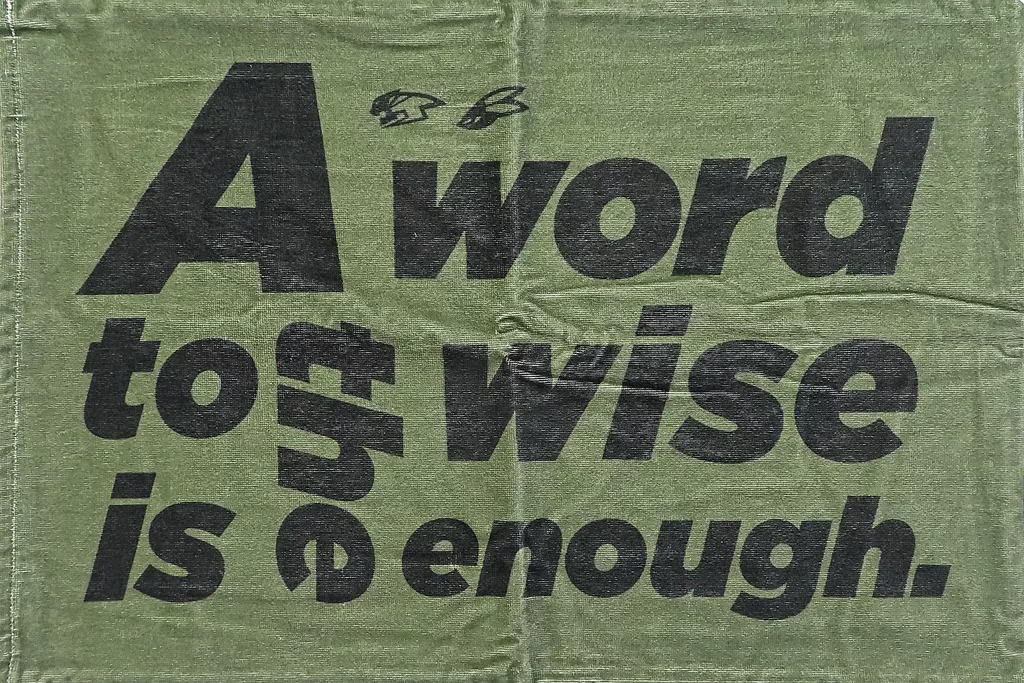 A word
to the wise
is enough.